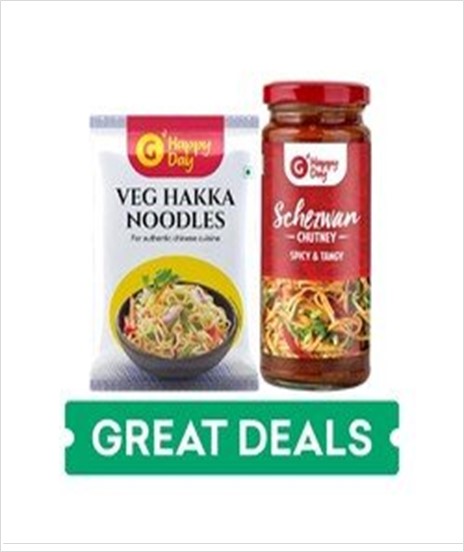 G Happy
Day
VEG HAKKA
NOODLES
For authentic chinese cuisine
G Happy
Day
Schezwan
CHUTNEY
SPICY & TANGY
GREAT DEALS